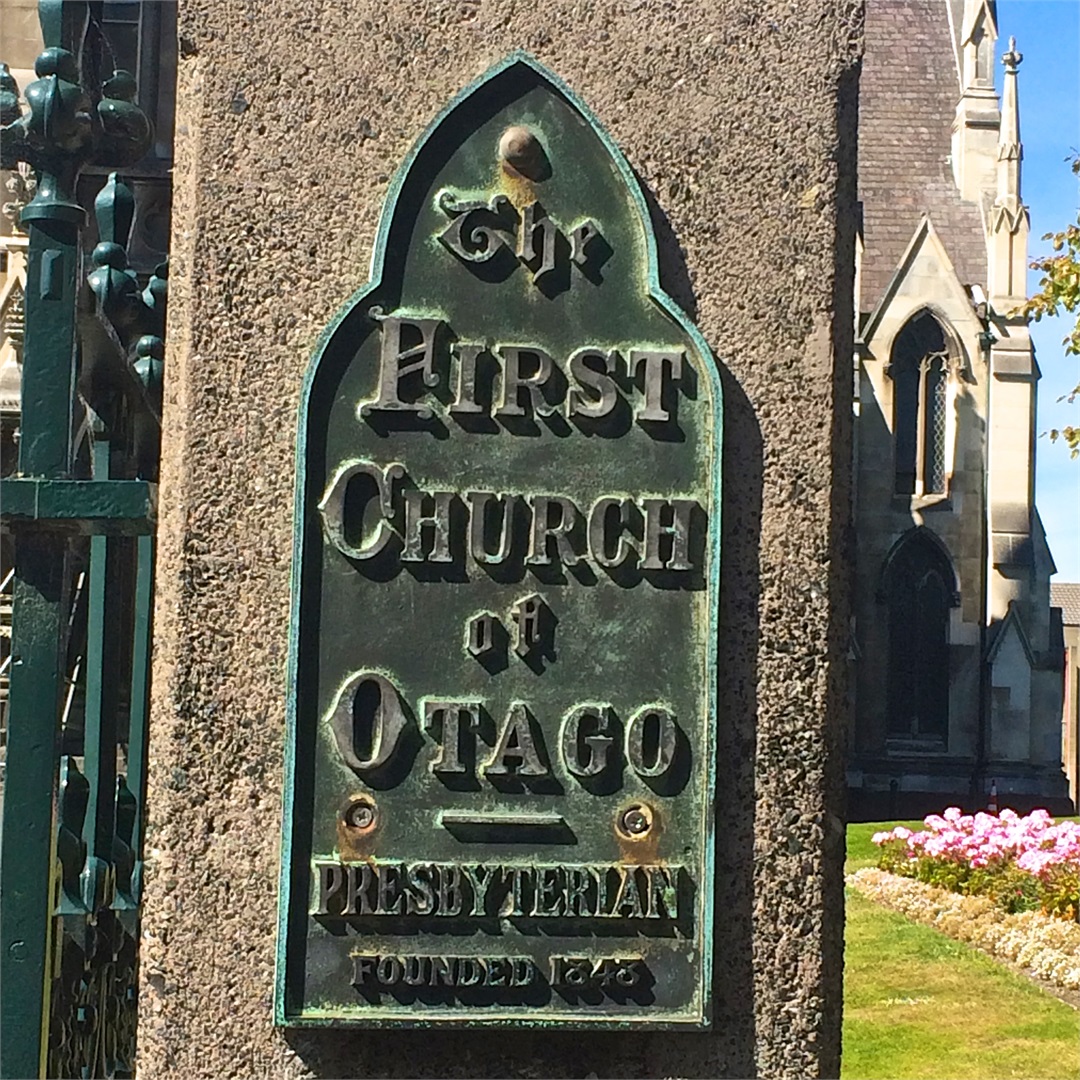 The
FIRST
CHURCH
of
OTAGO
PRESBYTERIAN
FOUNDED 1848